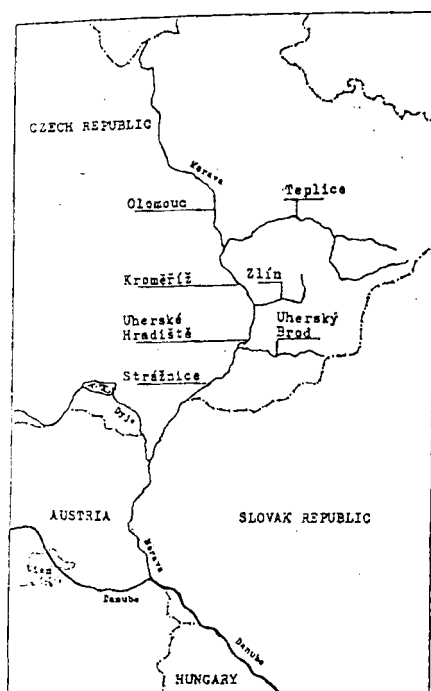 CZECH REPUBLIC
Morava
Teplice
Olomouc
Zlín
Kroměříž
Uherské
Hradiště
Uherský
Brod
Strážnice
Dyje
AUSTRIA
SLOVAK REPUBLIC
Morava
Danube
Danube
HUNGARY